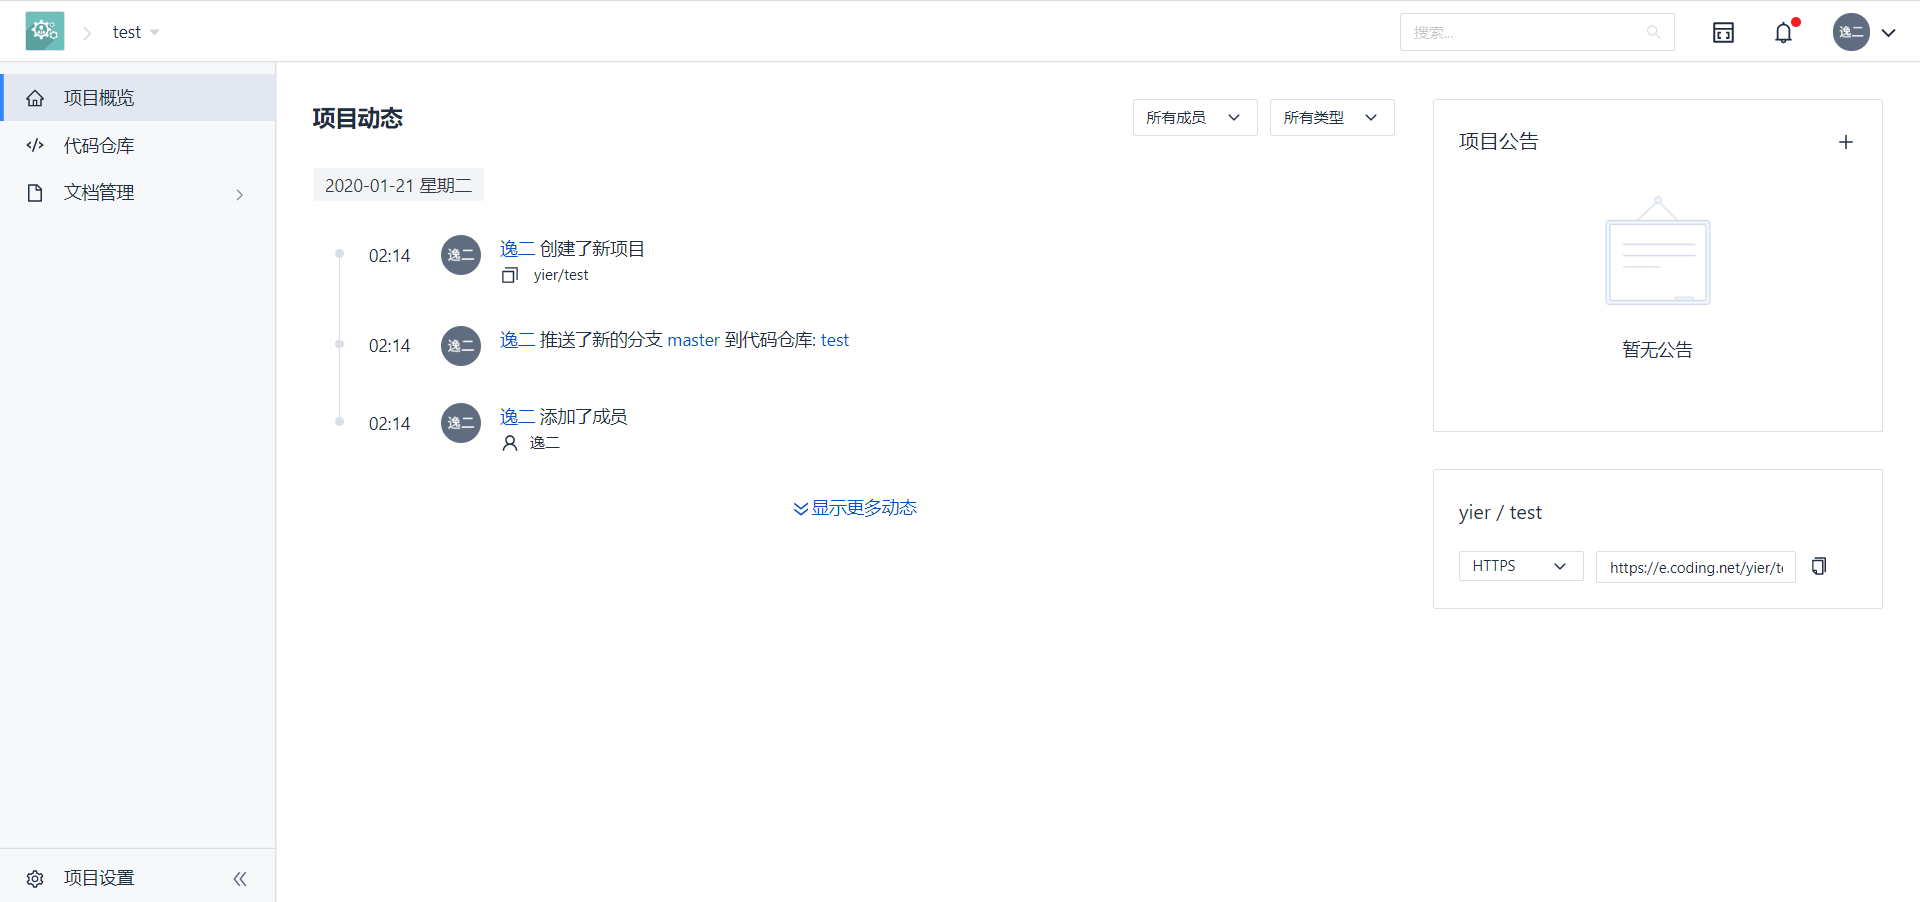 test
搜索...
逸二
项目概览
代码仓库
文档管理
项目设置
项目动态
所有成员
所有类型
2020-01-21 星期二
02:14 逸二 逸二 创建了新项目
yier/test
02:14 逸二 逸二 推送了新的分支 master 到代码仓库: test
02:14 逸二 逸二 添加了成员
逸二
显示更多动态
项目公告
暂无公告
yier / test
HTTPS
https://e.coding.net/yier/t